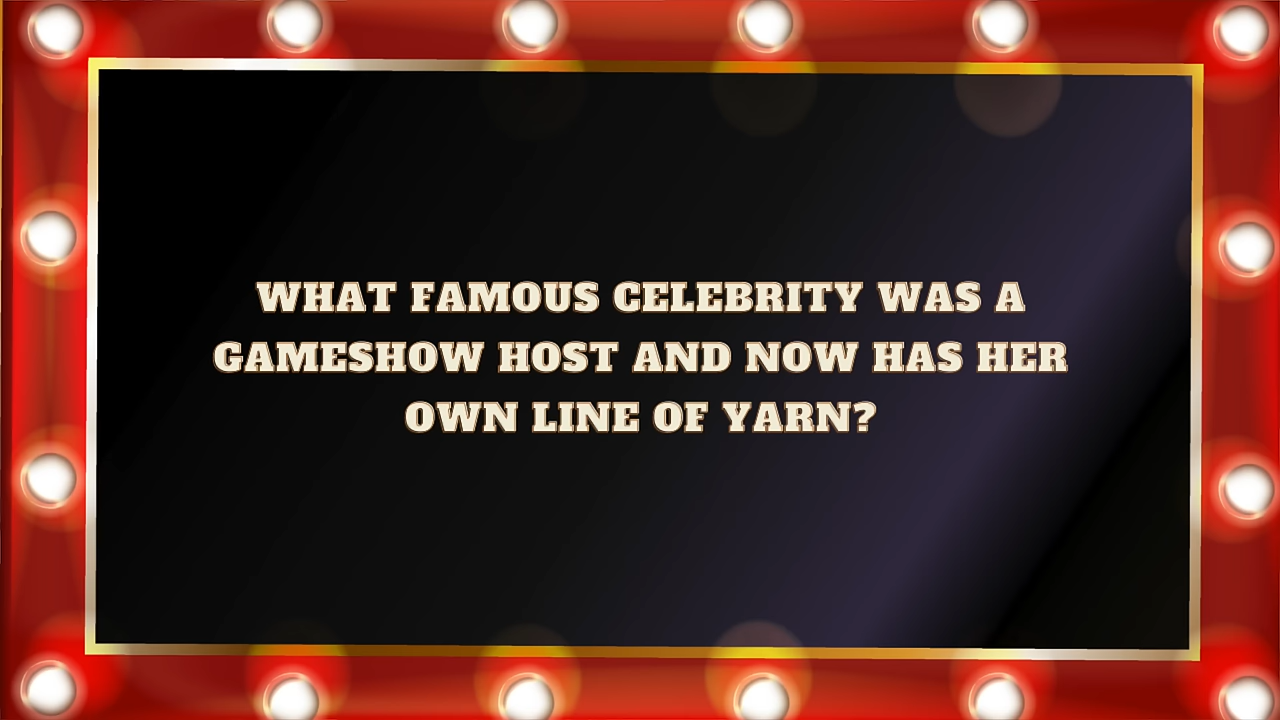 WHAT FAMOUS CELEBRITY WAS A
GAMESHOW HOST AND NOW HAS HER
OWN LINE OF YARN?